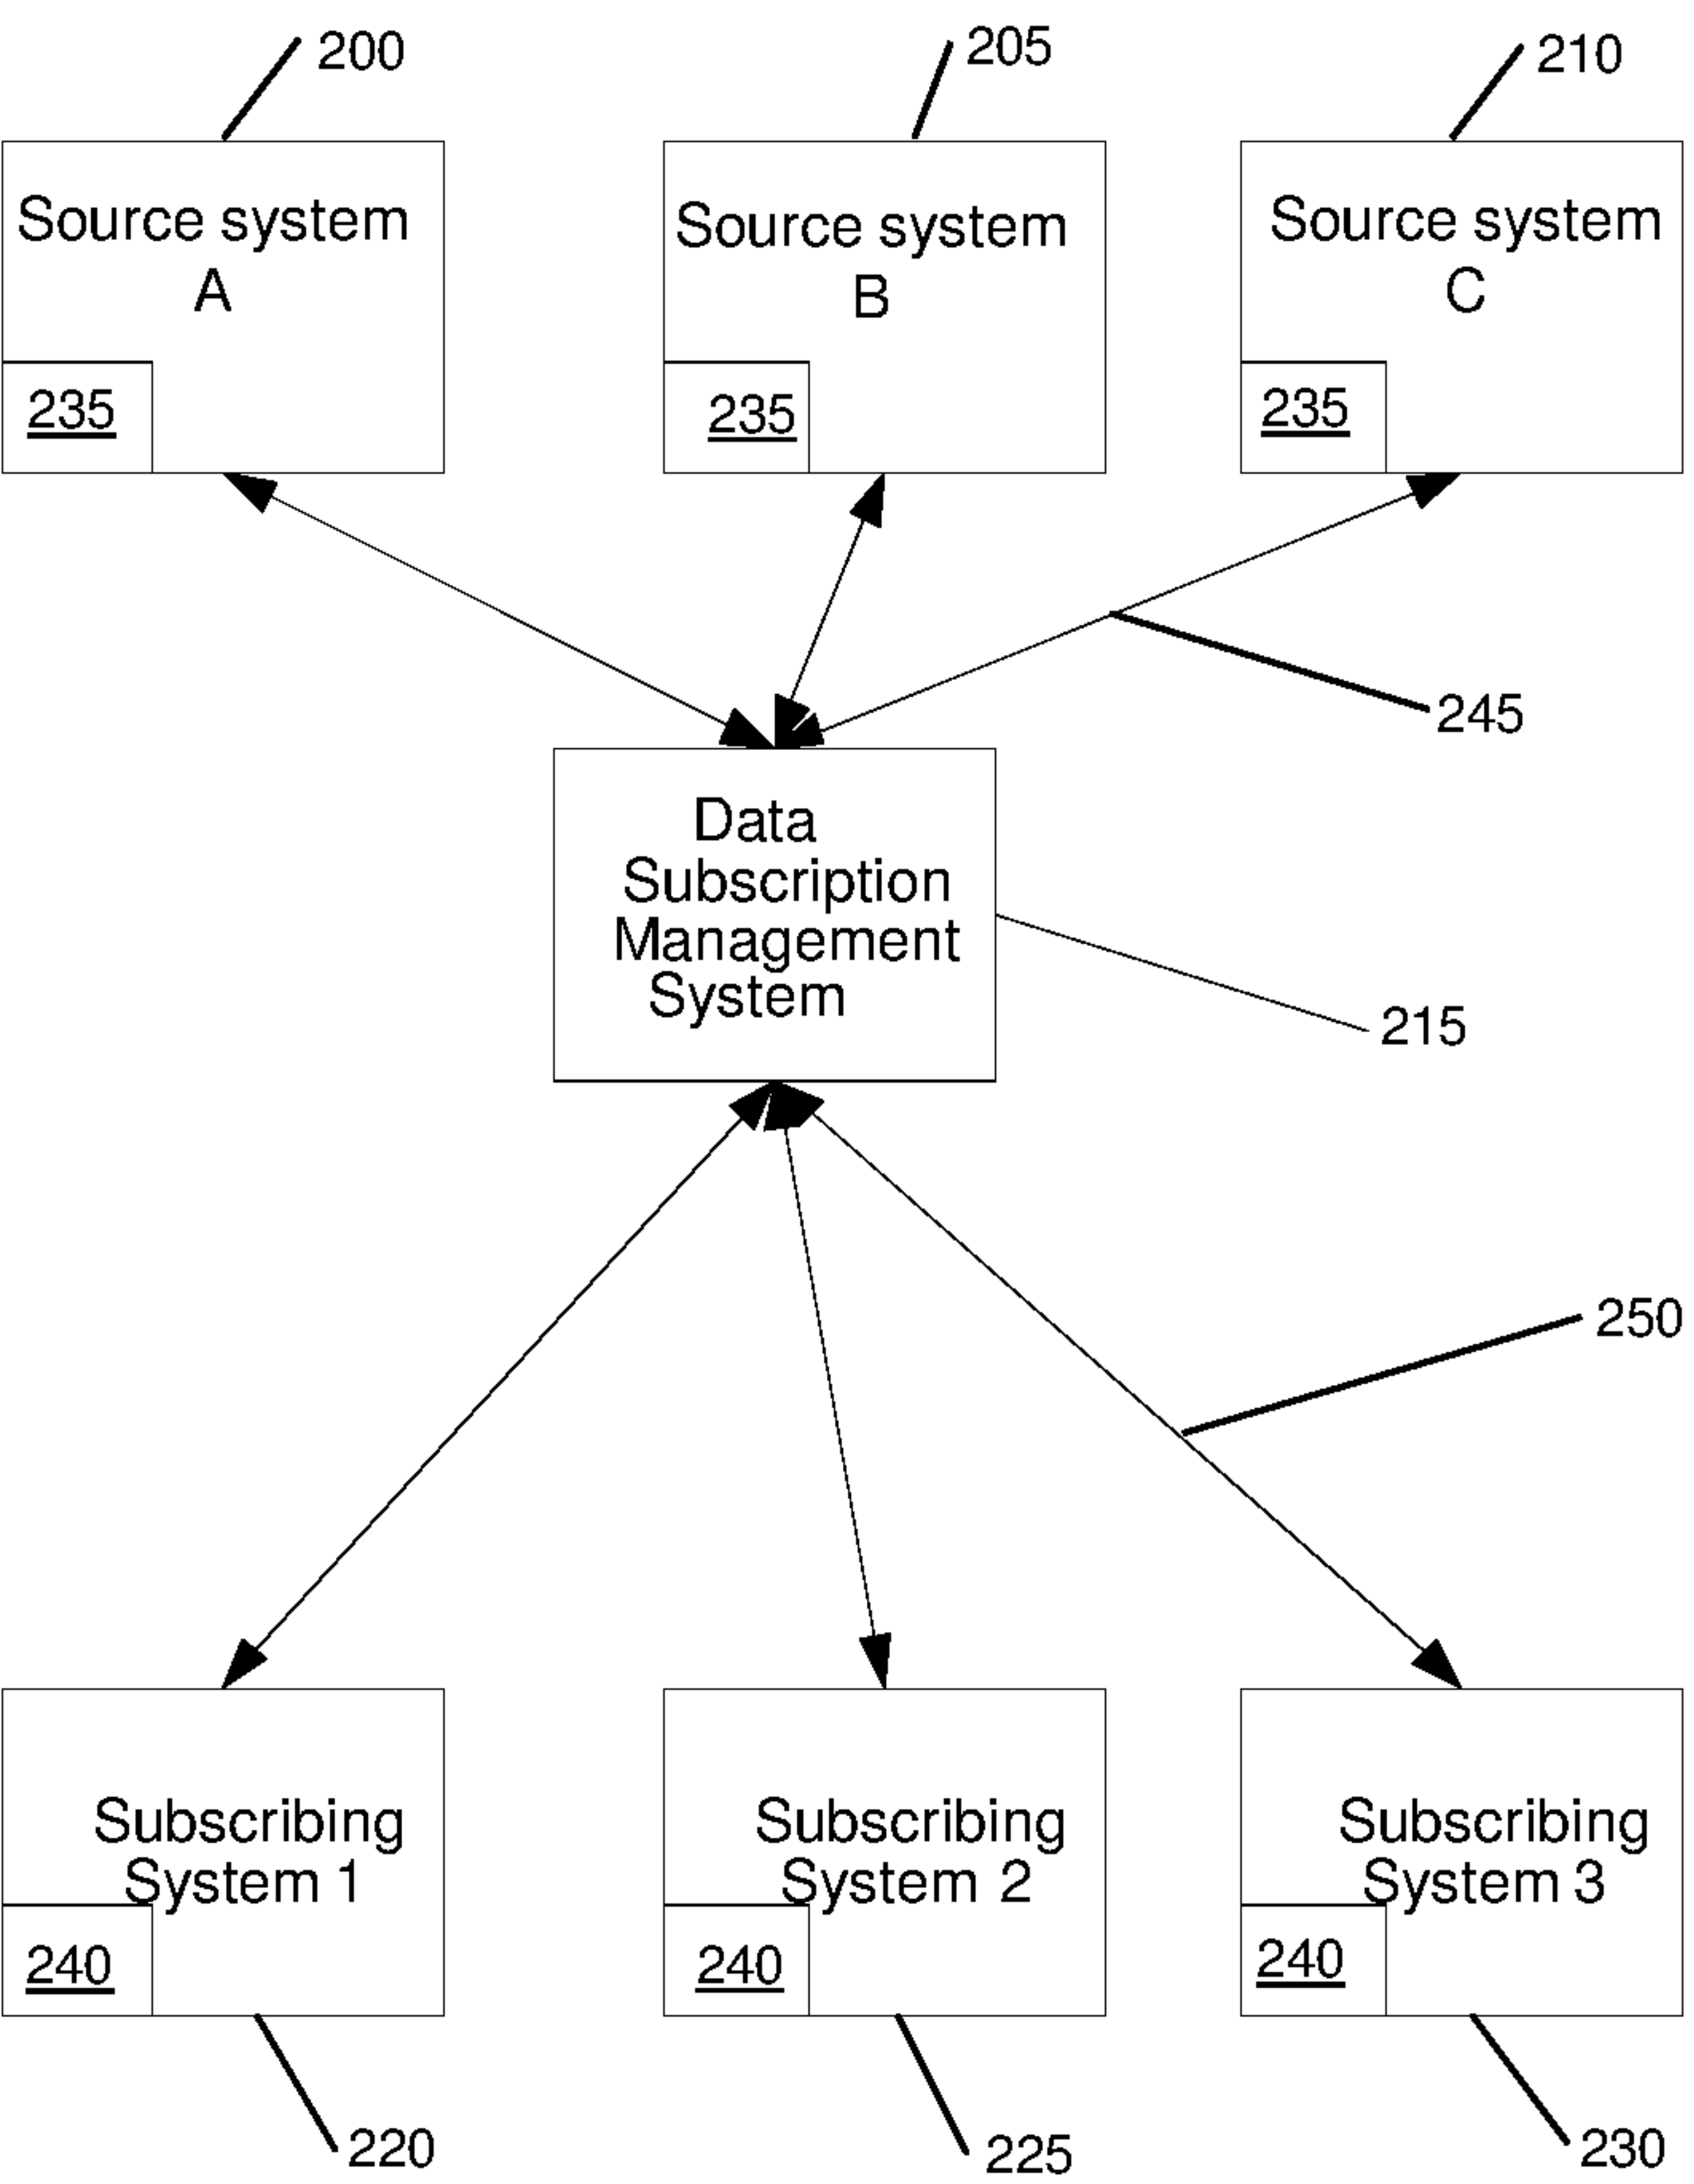 200
205
210
Source system
A
Source system
B
Source system
C
235
235
235
245
Data
Subscription
Management
System
215
250
Subscribing
System 1
Subscribing
System 2
Subscribing
System 3
240
240
240
220
225
230